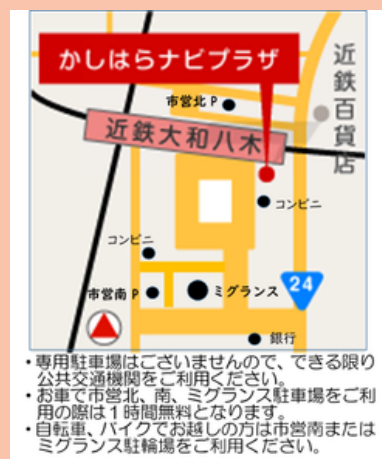 かしはらナビプラザ
近鉄百貨店
市営北 P
近鉄大和八木
コンビニ
コンビニ
市営南 P
ミグランス
24
銀行
・専用駐車場はございませんので、できる限り
公共交通機関をご利用ください。
・お車で市営北、南、ミグランス駐車場をご利
用の際は１時間無料となります。
・自転車、バイクでお越しの方は市営南または
ミグランス駐輪場をご利用ください。